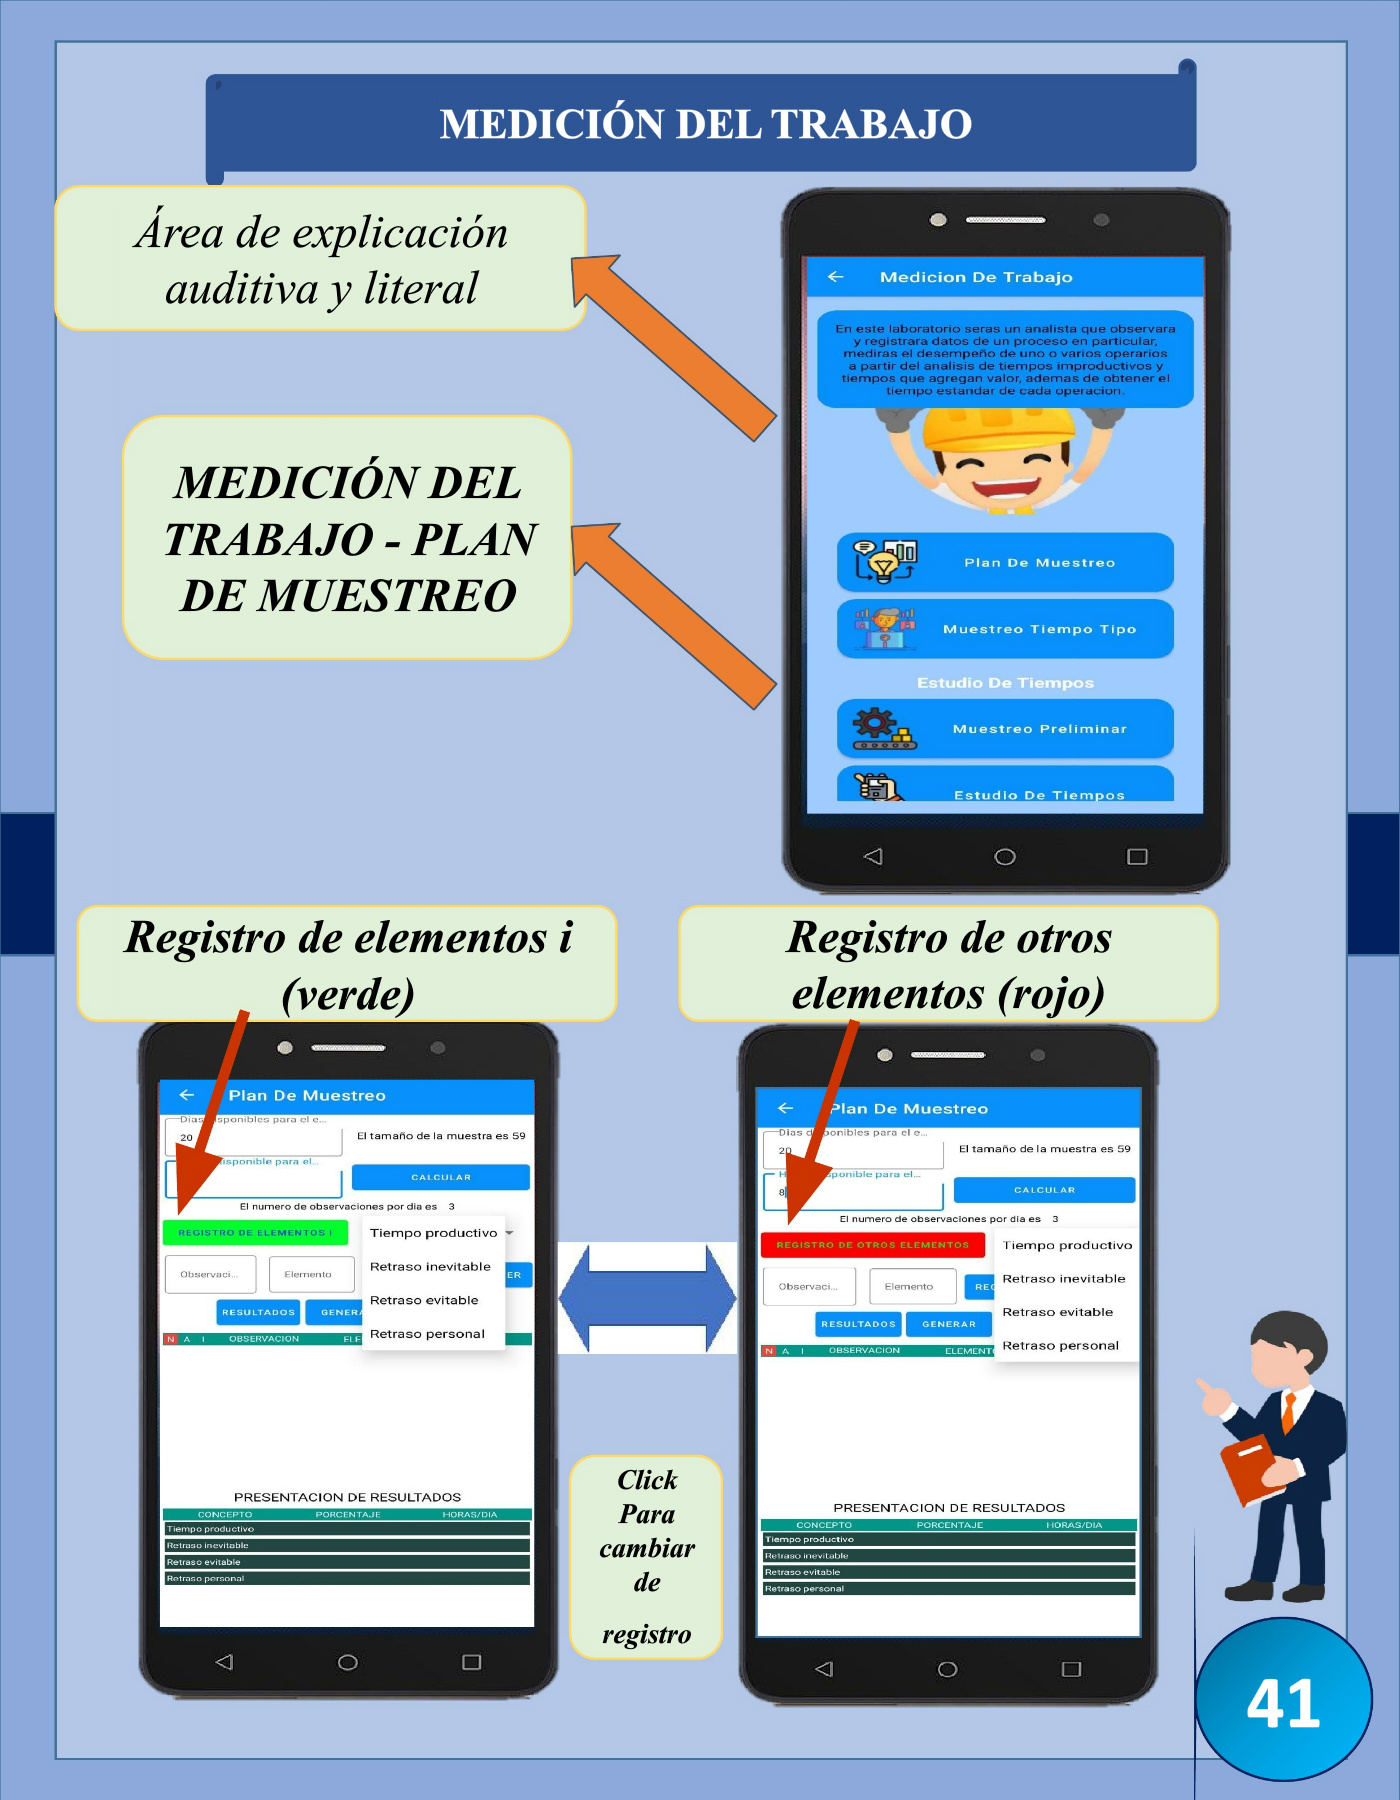 MEDICIÓN DEL TRABAJO
Área de explicación
auditiva y literal
Medicion De Trabajo
En este laboratorio seras un analista que observara
y registrara datos de un proceso en particular,
mediras el desempeño de uno o varios operarios
a partir del analisis de tiempos improductivos y
tiempos que agregan valor, ademas de obtener el
tiempo estandar de cada operacion.
MEDICIÓN DEL
TRABAJO - PLAN
DE MUESTREO
Plan De Muestreo
Muestreo Tiempo Tipo
Estudio De Tiempos
Muestreo Preliminar
Estudio De Tiempos
Registro de elementos i
(verde)
Plan De Muestreo
Dias disponibles para el e...
20
El tamaño de la muestra es 59
isponible para el...
CALCULAR
El numero de observaciones por dia es 3
REGISTRO DE ELEMENTOS I
Tiempo productivo
Retraso inevitable
Retraso evitable
Retraso personal
Observaci...
Elemento
ER
RESULTADOS
GENERA
N A I OBSERVACION ELE
PRESENTACION DE RESULTADOS
CONCEPTO PORCENTAJE HORAS/DIA
Tiempo productivo
Retraso inevitable
Retraso evitable
Retraso personal
Registro de otros
elementos (rojo)
Plan De Muestreo
Dias d ponibles para el e...
20
El tamaño de la muestra es 59
H ponible para el...
8
CALCULAR
El numero de observaciones por dia es 3
REGISTRO DE OTROS ELEMENTOS
Tiempo productivo
Retraso inevitable
Retraso evitable
Retraso personal
Observaci...
Elemento
REG
RESULTADOS
GENERAR
N A I OBSERVACION ELEMENTO
PRESENTACION DE RESULTADOS
CONCEPTO PORCENTAJE HORAS/DIA
Tiempo productivo
Retraso inevitable
Retraso evitable
Retraso personal
Click
Para
cambiar
de
registro
41